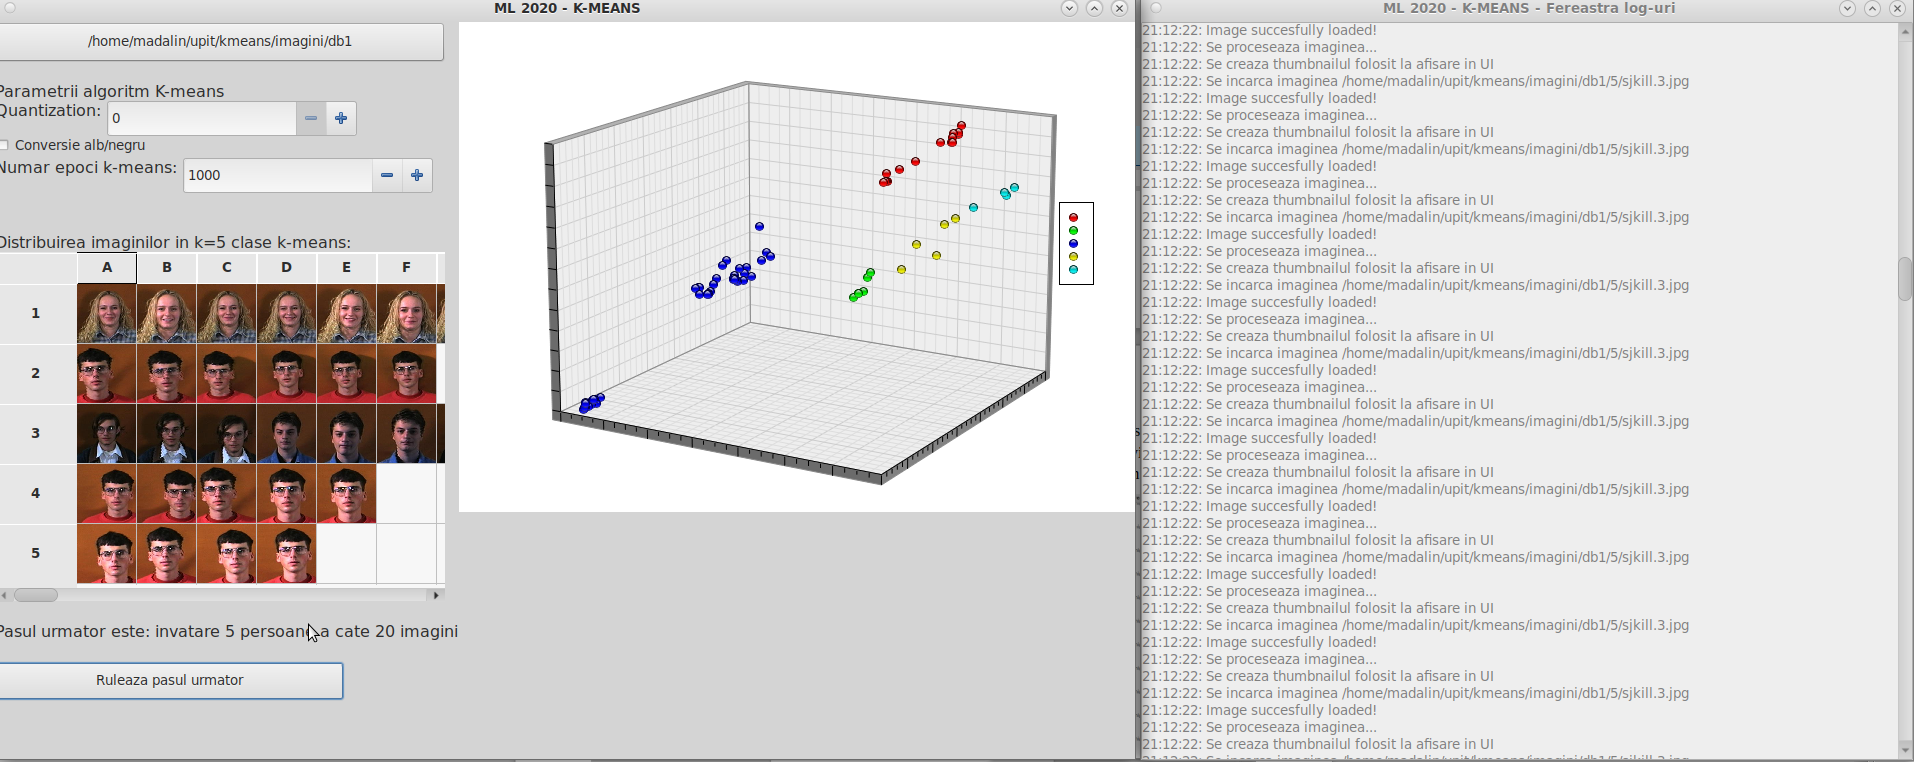 ML 2020 - K-MEANS
/home/madalin/upit/kmeans/imagini/db1
Parametrii algoritm K-means
Quantization:
0
Conversie alb/negru
Numar epoci k-means:
1000
Distribuirea imaginilor in k=5 clase k-means:
A B C D E F
1
2
3
4
5
Pasul urmator este: invatare 5 persoane a cate 20 imagini
Ruleaza pasul urmator
ML 2020 - K-MEANS - Fereastra log-uri
21:12:22: Image succesfully loaded!
21:12:22: Se proceseaza imaginea...
21:12:22: Se creaza thumbnailul folosit la afisare in UI
21:12:22: Se incarca imaginea /home/madalin/upit/kmeans/imagini/db1/5/sjkill.3.jpg
21:12:22: Image succesfully loaded!
21:12:22: Se proceseaza imaginea...
21:12:22: Se creaza thumbnailul folosit la afisare in UI
21:12:22: Se incarca imaginea /home/madalin/upit/kmeans/imagini/db1/5/sjkill.3.jpg
21:12:22: Image succesfully loaded!
21:12:22: Se proceseaza imaginea...
21:12:22: Se creaza thumbnailul folosit la afisare in UI
21:12:22: Se incarca imaginea /home/madalin/upit/kmeans/imagini/db1/5/sjkill.3.jpg
21:12:22: Image succesfully loaded!
21:12:22: Se proceseaza imaginea...
21:12:22: Se creaza thumbnailul folosit la afisare in UI
21:12:22: Se incarca imaginea /home/madalin/upit/kmeans/imagini/db1/5/sjkill.3.jpg
21:12:22: Image succesfully loaded!
21:12:22: Se proceseaza imaginea...
21:12:22: Se creaza thumbnailul folosit la afisare in UI
21:12:22: Se incarca imaginea /home/madalin/upit/kmeans/imagini/db1/5/sjkill.3.jpg
21:12:22: Image succesfully loaded!
21:12:22: Se proceseaza imaginea...
21:12:22: Se creaza thumbnailul folosit la afisare in UI
21:12:22: Se incarca imaginea /home/madalin/upit/kmeans/imagini/db1/5/sjkill.3.jpg
21:12:22: Image succesfully loaded!
21:12:22: Se proceseaza imaginea...
21:12:22: Se creaza thumbnailul folosit la afisare in UI
21:12:22: Se incarca imaginea /home/madalin/upit/kmeans/imagini/db1/5/sjkill.3.jpg
21:12:22: Image succesfully loaded!
21:12:22: Se proceseaza imaginea...
21:12:22: Se creaza thumbnailul folosit la afisare in UI
21:12:22: Se incarca imaginea /home/madalin/upit/kmeans/imagini/db1/5/sjkill.3.jpg
21:12:22: Image succesfully loaded!
21:12:22: Se proceseaza imaginea...
21:12:22: Se creaza thumbnailul folosit la afisare in UI
21:12:22: Se incarca imaginea /home/madalin/upit/kmeans/imagini/db1/5/sjkill.3.jpg
21:12:22: Image succesfully loaded!
21:12:22: Se proceseaza imaginea...
21:12:22: Se creaza thumbnailul folosit la afisare in UI
21:12:22: Se incarca imaginea /home/madalin/upit/kmeans/imagini/db1/5/sjkill.3.jpg
21:12:22: Image succesfully loaded!
21:12:22: Se proceseaza imaginea...
21:12:22: Se creaza thumbnailul folosit la afisare in UI
21:12:22: Se incarca imaginea /home/madalin/upit/kmeans/imagini/db1/5/sjkill.3.jpg